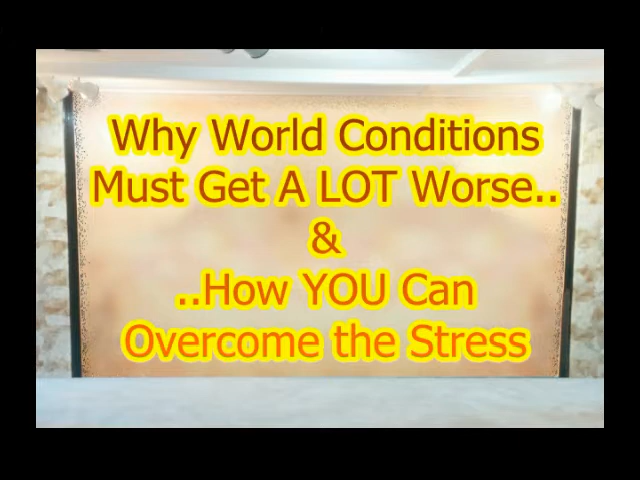 Why World Conditions
Must Get A LOT Worse..
&
..How YOU Can
Overcome the Stress